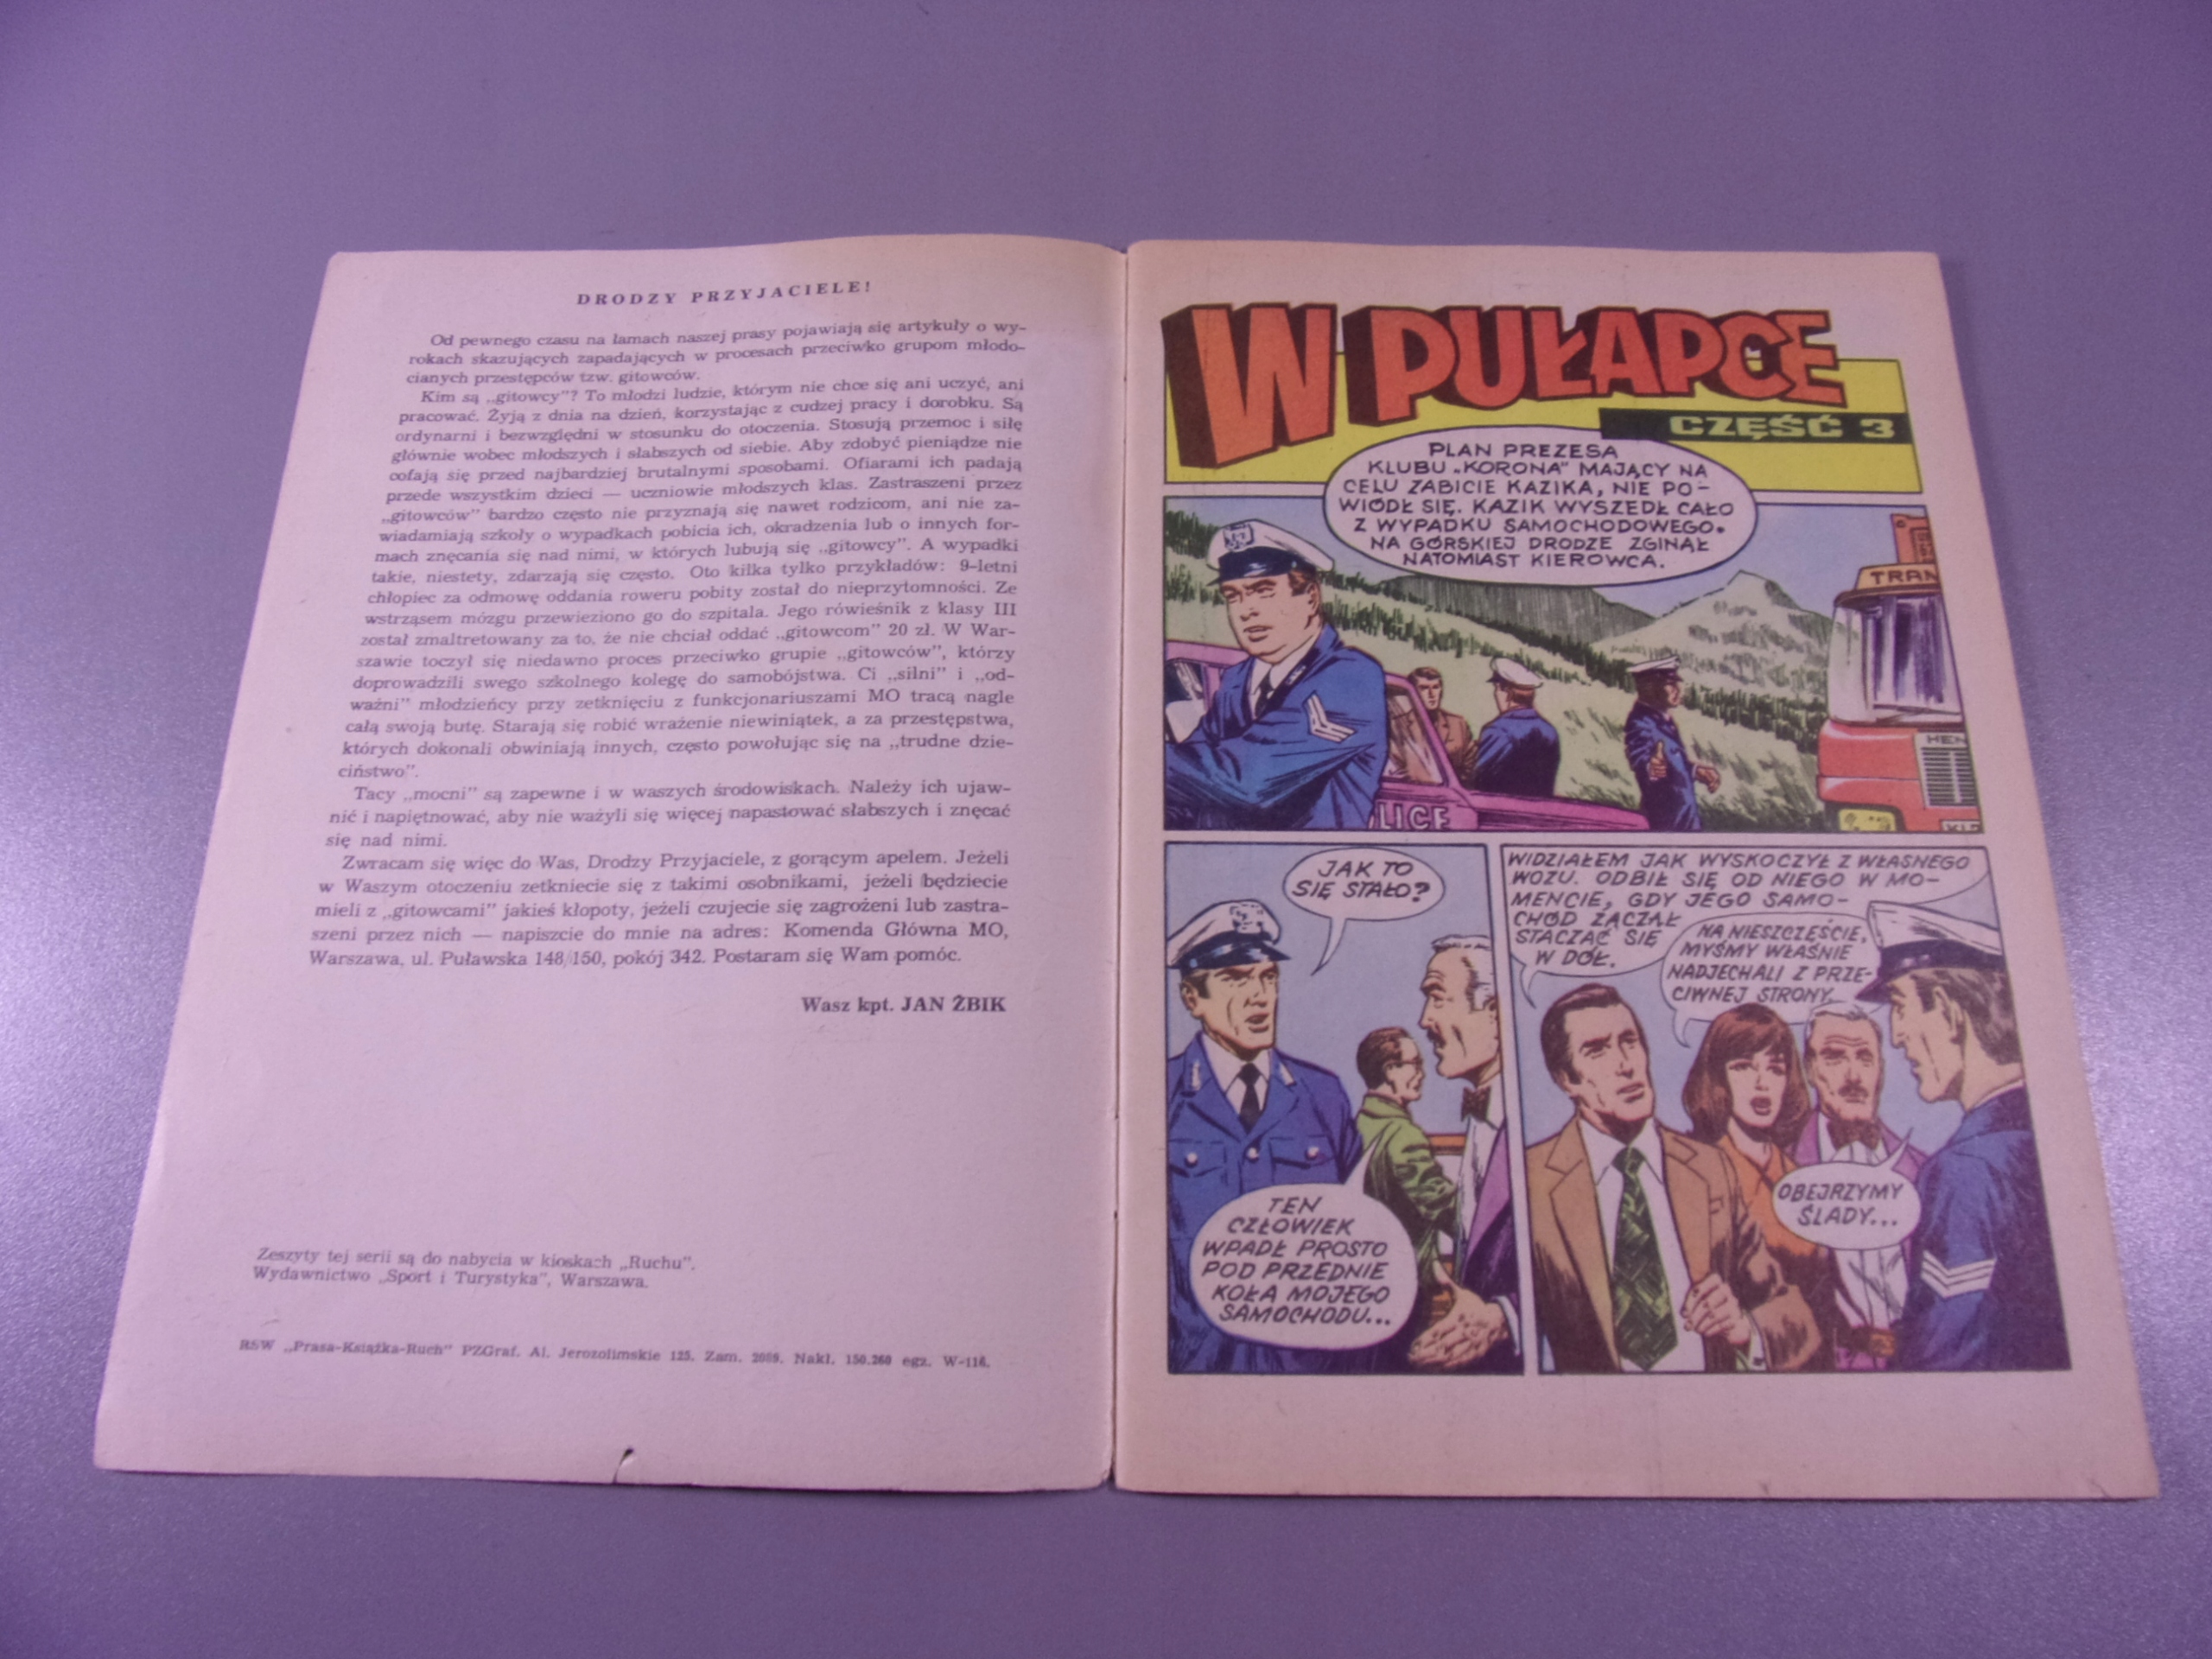 DRODZY PRZYJACIELE!
Od pewnego czasu na łamach naszej prasy pojawiają się artykuły o wy-
rokach skazujących zapadających w procesach przeciwko grupom młodo-
cianych przestępców tzw. gitowców.
Kim są „gitowcy”? To młodzi ludzie, którym nie chce się ani uczyć, ani
pracować. Żyją z dnia na dzień, korzystając z cudzej pracy i dorobku. Są
ordynarni i bezwzględni w stosunku do otoczenia. Stosują przemoc i siłę
głównie wobec młodszych i słabszych od siebie. Aby zdobyć pieniądze nie
cofają się przed najbardziej brutalnymi sposobami. Ofiarami ich padają
przede wszystkim dzieci — uczniowie młodszych klas. Zastraszeni przez
„gitowców” bardzo często nie przyznają się nawet rodzicom, ani nie za-
wiadamiają szkoły o wypadkach pobicia ich, okradzenia lub o innych for-
mach znęcania się nad nimi, w których lubują się „gitowcy”. A wypadki
takie, niestety, zdarzają się często. Oto kilka tylko przykładów: 9-letni
chłopiec za odmowę oddania roweru pobity został do nieprzytomności. Ze
wstrząsem mózgu przewieziono go do szpitala. Jego rówieśnik z klasy III
został zmaltretowany za to, że nie chciał oddać „gitowcom” 20 zł. W War-
szawie toczył się niedawno proces przeciwko grupie „gitowców”, którzy
doprowadzili swego szkolnego kolegę do samobójstwa. Ci „silni” i „od-
ważni” młodzieńcy przy zetknięciu z funkcjonariuszami MO tracą nagle
całą swoją butę. Starają się robić wrażenie niewiniątek, a za przestępstwa,
których dokonali obwiniają innych, często powołując się na „trudne dzie-
ciństwo”.
Tacy „mocni” są zapewne i w waszych środowiskach. Należy ich ujaw-
nić i napiętnować, aby nie ważyli się więcej napastować słabszych i znęcać
się nad nimi.
Zwracam się więc do Was, Drodzy Przyjaciele, z gorącym apelem. Jeżeli
w Waszym otoczeniu zetkniecie się z takimi osobnikami, jeżeli będziecie
mieli z „gitowcami” jakieś kłopoty, jeżeli czujecie się zagrożeni lub zastra-
szeni przez nich — napiszcie do mnie na adres: Komenda Główna MO,
Warszawa, ul. Puławska 148/150, pokój 342. Postaram się Wam pomóc.
Wasz kpt. JAN ŻBIK
Zeszyty tej serii są do nabycia w kioskach „Ruchu”.
Wydawnictwo „Sport i Turystyka”, Warszawa.
RSW „Prasa-Książka-Ruch” PZGraf. Al. Jerozolimskie 125. Zam. Nakł. 150.260 egz. W-116.
W PUŁAPCE
CZĘŚĆ 3
PLAN PREZESA
KLUBU „KORONA” MAJĄCY NA
CELU ZABICIE KAZIKA, NIE PO-
WIÓDŁ SIĘ. KAZIK WYSZEDŁ CAŁO
Z WYPADKU SAMOCHODOWEGO.
NA GÓRSKIEJ DRODZE ZGINĄŁ
NATOMIAST KIEROWCA.
TRAN
HEN
LICE
JAK TO
SIĘ STAŁO?
TEN
CZŁOWIEK
WPADŁ PROSTO
POD PRZEDNIE
KOŁA MOJEGO
SAMOCHODU...
WIDZIAŁEM JAK WYSKOCZYŁ Z WŁASNEGO
WOZU. ODBIŁ SIĘ OD NIEGO W MO-
MENCIE, GDY JEGO SAMO-
CHÓD ZACZĄŁ
STACZAĆ SIĘ
W DÓŁ.
NA NIESZCZĘŚCIE,
MYŚMY WŁAŚNIE
NADJECHALI Z PRZE-
CIWNEJ STRONY.
OBEJRZYMY
ŚLADY...